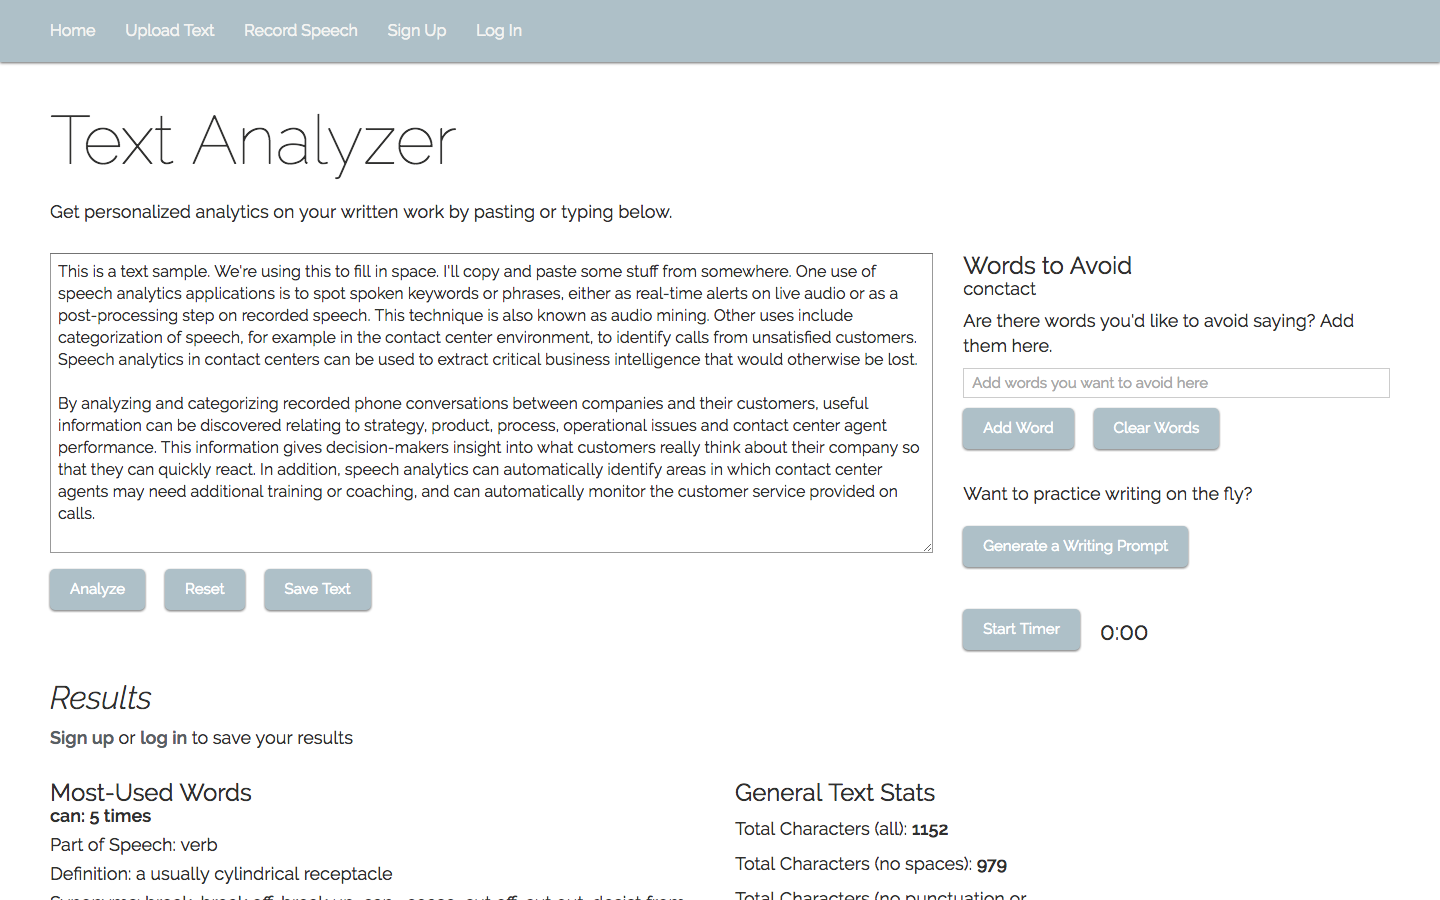 Home Upload Text Record Speech Sign Up Log In
Text Analyzer
Get personalized analytics on your written work by pasting or typing below.
This is a text sample. We're using this to fill in space. I'll copy and paste some stuff from somewhere. One use of
speech analytics applications is to spot spoken keywords or phrases, either as real-time alerts on live audio or as a
post-processing step on recorded speech. This technique is also known as audio mining. Other uses include
categorization of speech, for example in the contact center environment, to identify calls from unsatisfied customers.
Speech analytics in contact centers can be used to extract critical business intelligence that would otherwise be lost.
By analyzing and categorizing recorded phone conversations between companies and their customers, useful
information can be discovered relating to strategy, product, process, operational issues and contact center agent
performance. This information gives decision-makers insight into what customers really think about their company so
that they can quickly react. In addition, speech analytics can automatically identify areas in which contact center
agents may need additional training or coaching, and can automatically monitor the customer service provided on
calls.
Analyze Reset Save Text
Words to Avoid
conctact
Are there words you'd like to avoid saying? Add
them here.
Add words you want to avoid here
Add Word Clear Words
Want to practice writing on the fly?
Generate a Writing Prompt
Start Timer 0:00
Results
Sign up or log in to save your results
Most-Used Words
can: 5 times
Part of Speech: verb
Definition: a usually cylindrical receptacle
Synonyms: break, break off, break up, can, cease, cut off, cut out, desist from
General Text Stats
Total Characters (all): 1152
Total Characters (no spaces): 979
Total Characters (no punctuation or